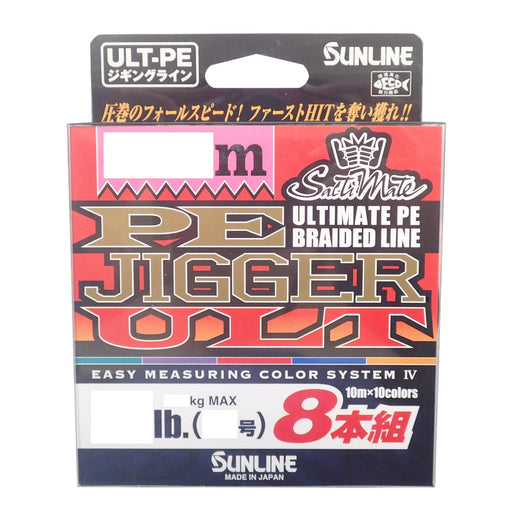 ULT-PE
ジギングライン
SUNLINE
圧巻のフォールスピード! ファーストHITを奪い獲れ!!
m
SaltiMate
PE
ULTIMATE PE
BRAIDED LINE
JIGGER
ULT
EASY MEASURING COLOR SYSTEM Ⅳ
10m×10colors
kg MAX
lb.( 号)
8本組
SUNLINE
MADE IN JAPAN